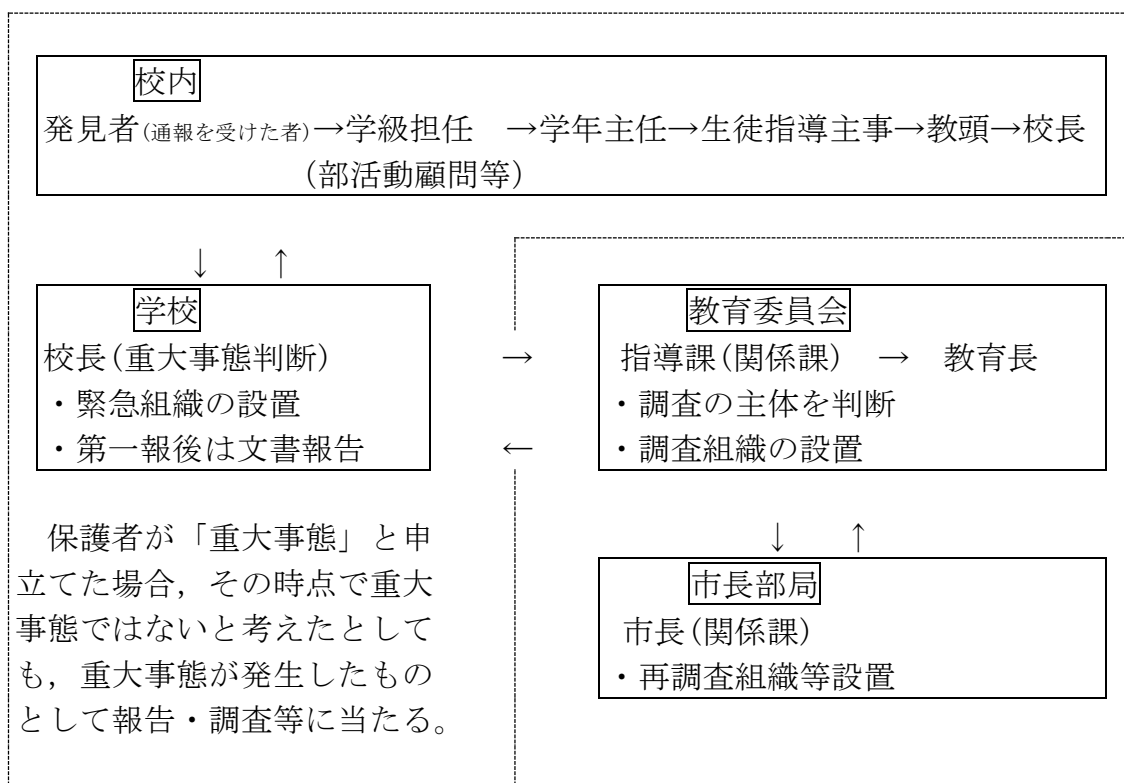 校内
発見者(通報を受けた者)→学級担任　→学年主任→生徒指導主事→教頭→校長
(部活動顧問等)
↓　↑
学校
校長(重大事態判断)
・緊急組織の設置
・第一報後は文書報告
→
←
教育委員会
指導課(関係課)　→　教育長
・調査の主体を判断
・調査組織の設置
↓　↑
市長部局
市長(関係課)
・再調査組織等設置
保護者が「重大事態」と申
立てた場合，その時点で重大
事態ではないと考えたとして
も，重大事態が発生したもの
として報告・調査等に当たる。